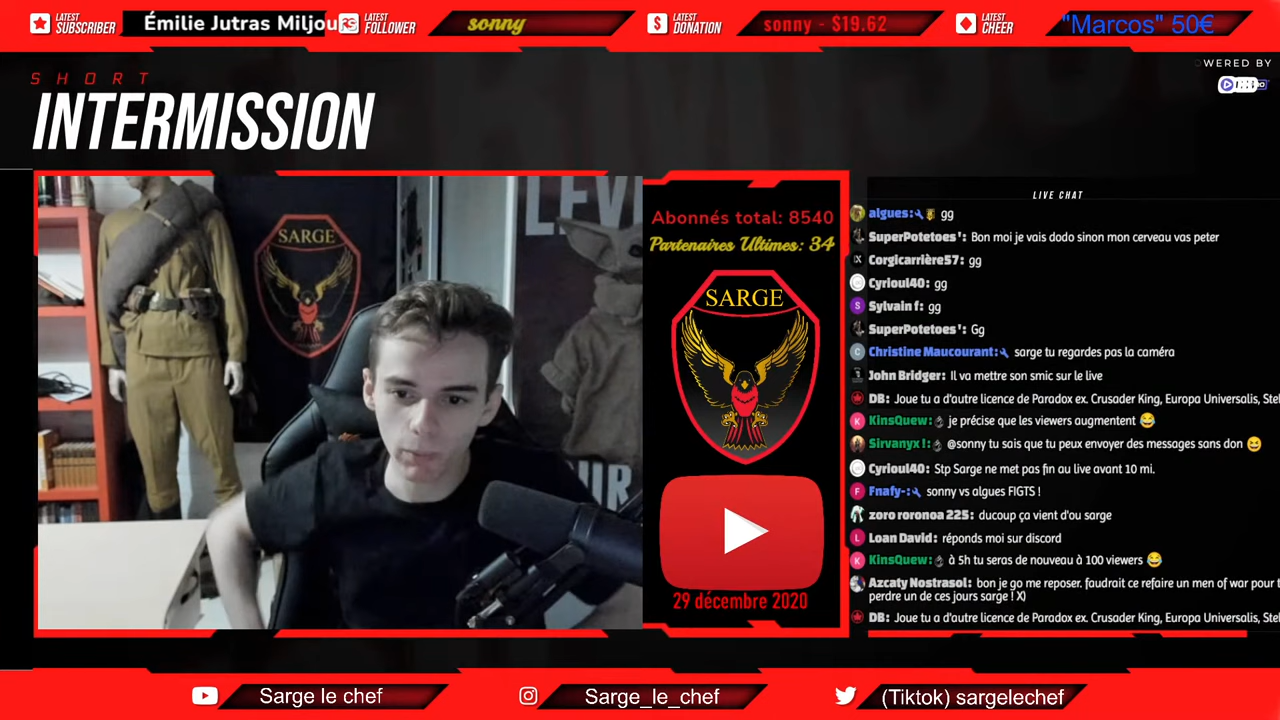 LATEST SUBSCRIBER
Émilie Jutras Miljou
LATEST FOLLOWER
sonny
LATEST DONATION
sonny - $19.62
LATEST CHEER
"Marcos" 50€
WERED BY
SHORT
INTERMISSION
SARGE
LEV
UR
Abonnés total: 8540
Partenaires Ultimes: 34
SARGE
29 décembre 2020
LIVE CHAT
algues: gg
SuperPotetoes': Bon moi je vais dodo sinon mon cerveau vas peter
Corgicarrière57: gg
Cyrioul40: gg
Sylvain f: gg
SuperPotetoes': Gg
Christine Maucourant: sarge tu regardes pas la caméra
John Bridger: Il va mettre son smic sur le live
DB: Joue tu a d'autre licence de Paradox ex. Crusader King, Europa Universalis, Stel
KinsQuew: je précise que les viewers augmentent 😂
Sirvanyx !: @sonny tu sais que tu peux envoyer des messages sans don 😆
Cyrioul40: Stp Sarge ne met pas fin au live avant 10 mi.
Fnafy-: sonny vs algues FIGTS !
zoro roronoa 225: ducoup ça vient d'ou sarge
Loan David: réponds moi sur discord
KinsQuew: à 5h tu seras de nouveau à 100 viewers 😂
Azcaty Nostrasol: bon je go me reposer. faudrait ce refaire un men of war pour t
perdre un de ces jours sarge ! X)
DB: Joue tu a d'autre licence de Paradox ex. Crusader King, Europa Universalis, Stel
Sarge le chef
Sarge_le_chef
(Tiktok) sargelechef